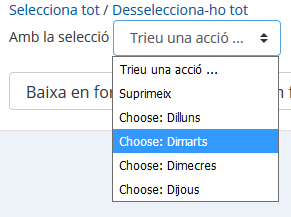 Selecciona tot / Desselecciona-ho tot
Amb la selecció Trieu una acció ...
Trieu una acció ...
Suprimeix
Choose: Dilluns
Choose: Dimarts
Choose: Dimecres
Choose: Dijous
Baixa en for